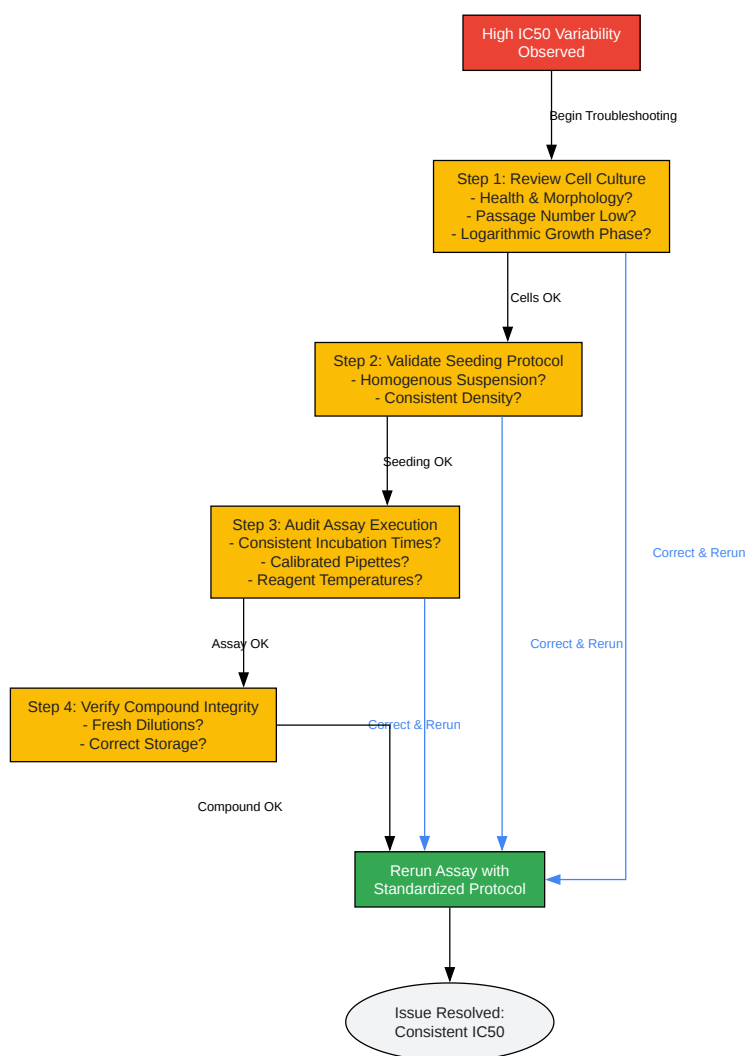 High IC50 Variability
Observed
Begin Troubleshooting
Step 1: Review Cell Culture
- Health & Morphology?
- Passage Number Low?
- Logarithmic Growth Phase?
Cells OK
Step 2: Validate Seeding Protocol
- Homogenous Suspension?
- Consistent Density?
Seeding OK
Step 3: Audit Assay Execution
- Consistent Incubation Times?
- Calibrated Pipettes?
- Reagent Temperatures?
Correct & Rerun
Correct & Rerun
Assay OK
Step 4: Verify Compound Integrity
- Fresh Dilutions?
- Correct Storage?
Correct & Rerun
Compound OK
Rerun Assay with
Standardized Protocol
Issue Resolved:
Consistent IC50